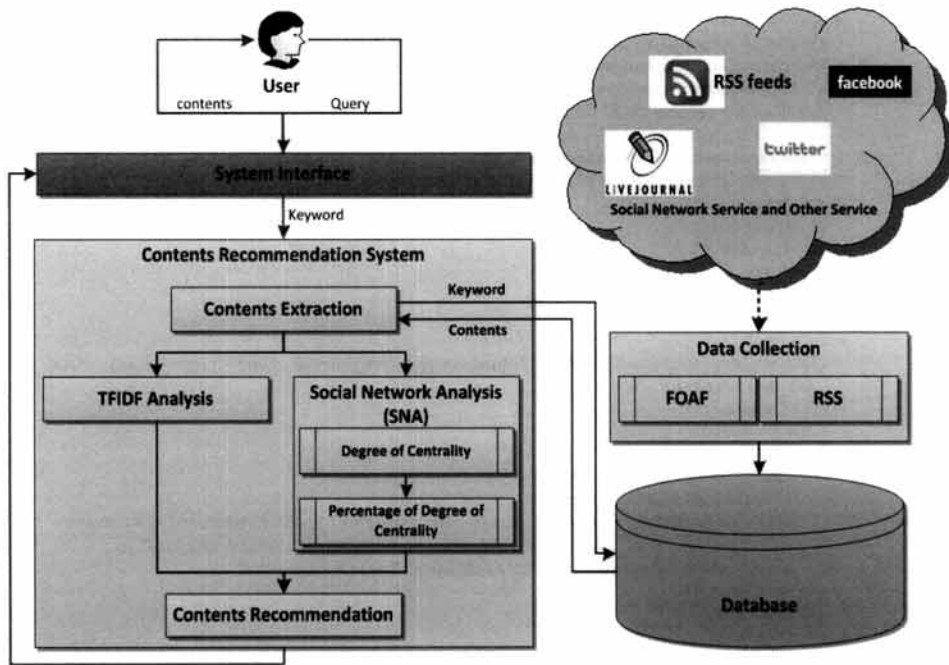 User
contents
Query
System Interface
Keyword
Contents Recommendation System
Contents Extraction
Keyword
Contents
TFIDF Analysis
Social Network Analysis
(SNA)
Degree of Centrality
Percentage of Degree of
Centrality
Contents Recommendation
RSS feeds
facebook
LIVEJOURNAL
twitter
Social Network Service and Other Service
Data Collection
FOAF
RSS
Database